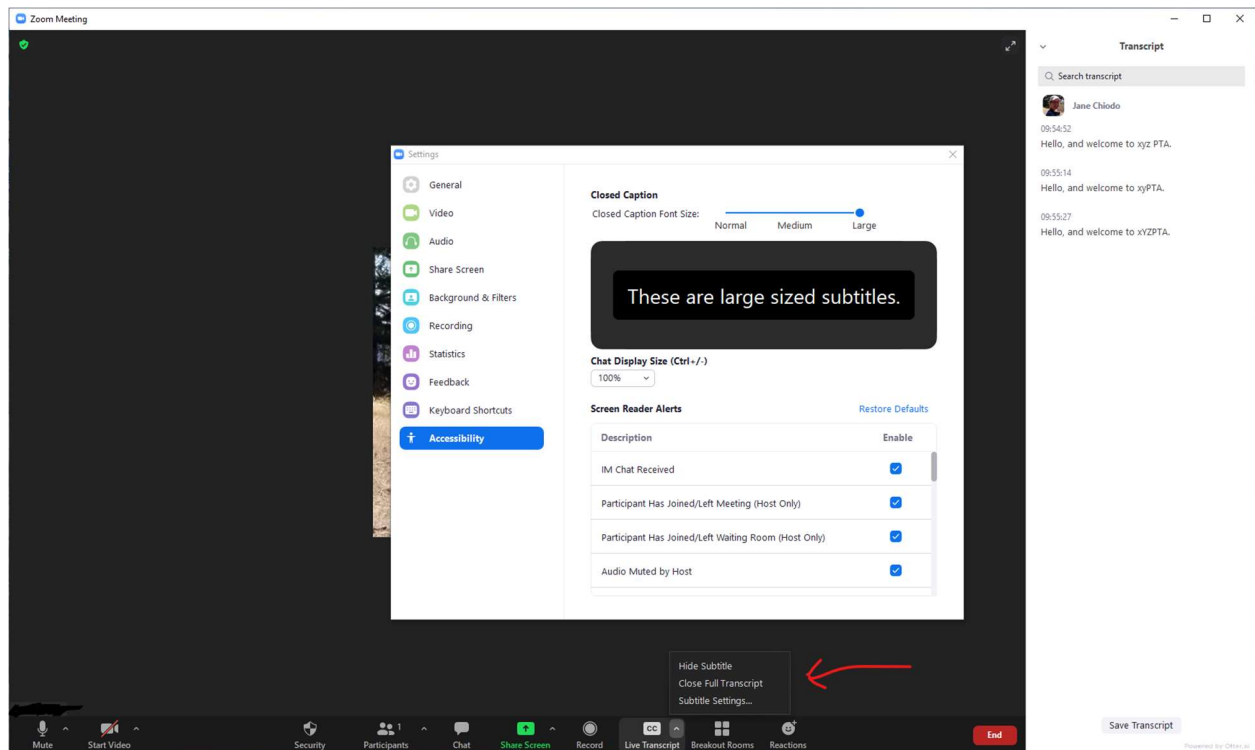 Zoom Meeting
Transcript
Search transcript
Jane Chiodo
09:54:52
Hello, and welcome to xyz PTA.
09:55:14
Hello, and welcome to xyPTA.
09:55:27
Hello, and welcome to xYZPTA.
Save Transcript
Powered by Otter.ai
Settings
General
Video
Audio
Share Screen
Background & Filters
Recording
Statistics
Feedback
Keyboard Shortcuts
Accessibility
Closed Caption
Closed Caption Font Size:
Normal Medium Large
These are large sized subtitles.
Chat Display Size (Ctrl+/-)
100%
Screen Reader Alerts Restore Defaults
Description Enable
IM Chat Received
Participant Has Joined/Left Meeting (Host Only)
Participant Has Joined/Left Waiting Room (Host Only)
Audio Muted by Host
Hide Subtitle
Close Full Transcript
Subtitle Settings...
1
CC
Mute Start Video Security Participants Chat Share Screen Record Live Transcript Breakout Rooms Reactions End